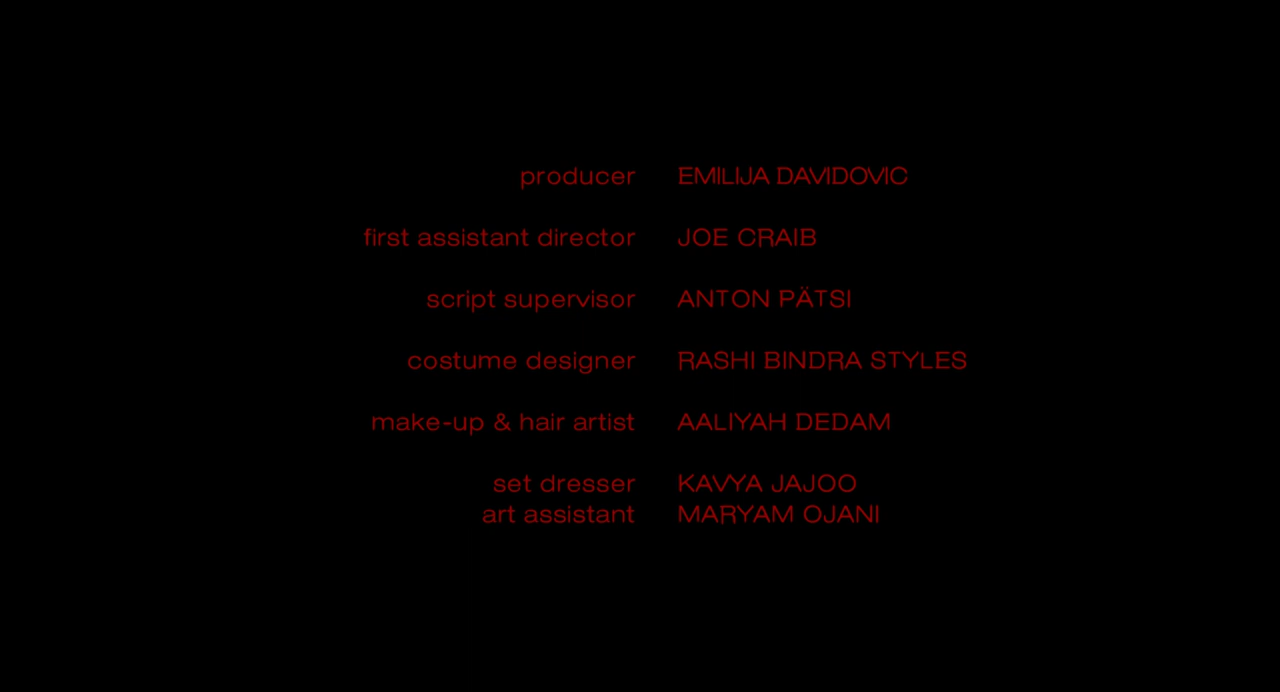 producer EMILIJA DAVIDOVIC
first assistant director JOE CRAIB
script supervisor ANTON PÄTSI
costume designer RASHI BINDRA STYLES
make-up & hair artist AALIYAH DEDAM
set dresser KAVYA JAJOO
art assistant MARYAM OJANI